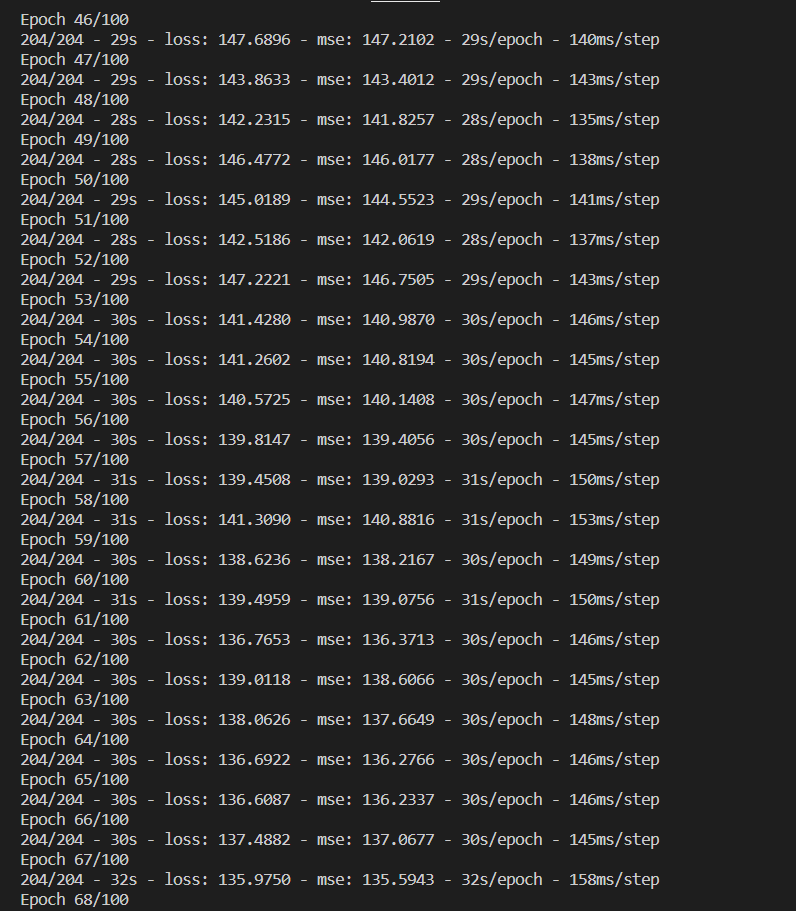 Epoch 46/100
204/204 - 29s - loss: 147.6896 - mse: 147.2102 - 29s/epoch - 140ms/step
Epoch 47/100
204/204 - 29s - loss: 143.8633 - mse: 143.4012 - 29s/epoch - 143ms/step
Epoch 48/100
204/204 - 28s - loss: 142.2315 - mse: 141.8257 - 28s/epoch - 135ms/step
Epoch 49/100
204/204 - 28s - loss: 146.4772 - mse: 146.0177 - 28s/epoch - 138ms/step
Epoch 50/100
204/204 - 29s - loss: 145.0189 - mse: 144.5523 - 29s/epoch - 141ms/step
Epoch 51/100
204/204 - 28s - loss: 142.5186 - mse: 142.0619 - 28s/epoch - 137ms/step
Epoch 52/100
204/204 - 29s - loss: 147.2221 - mse: 146.7505 - 29s/epoch - 143ms/step
Epoch 53/100
204/204 - 30s - loss: 141.4280 - mse: 140.9870 - 30s/epoch - 146ms/step
Epoch 54/100
204/204 - 30s - loss: 141.2602 - mse: 140.8194 - 30s/epoch - 145ms/step
Epoch 55/100
204/204 - 30s - loss: 140.5725 - mse: 140.1408 - 30s/epoch - 147ms/step
Epoch 56/100
204/204 - 30s - loss: 139.8147 - mse: 139.4056 - 30s/epoch - 145ms/step
Epoch 57/100
204/204 - 31s - loss: 139.4508 - mse: 139.0293 - 31s/epoch - 150ms/step
Epoch 58/100
204/204 - 31s - loss: 141.3090 - mse: 140.8816 - 31s/epoch - 153ms/step
Epoch 59/100
204/204 - 30s - loss: 138.6236 - mse: 138.2167 - 30s/epoch - 149ms/step
Epoch 60/100
204/204 - 31s - loss: 139.4959 - mse: 139.0756 - 31s/epoch - 150ms/step
Epoch 61/100
204/204 - 30s - loss: 136.7653 - mse: 136.3713 - 30s/epoch - 146ms/step
Epoch 62/100
204/204 - 30s - loss: 139.0118 - mse: 138.6066 - 30s/epoch - 145ms/step
Epoch 63/100
204/204 - 30s - loss: 138.0626 - mse: 137.6649 - 30s/epoch - 148ms/step
Epoch 64/100
204/204 - 30s - loss: 136.6922 - mse: 136.2766 - 30s/epoch - 146ms/step
Epoch 65/100
204/204 - 30s - loss: 136.6087 - mse: 136.2337 - 30s/epoch - 146ms/step
Epoch 66/100
204/204 - 30s - loss: 137.4882 - mse: 137.0677 - 30s/epoch - 145ms/step
Epoch 67/100
204/204 - 32s - loss: 135.9750 - mse: 135.5943 - 32s/epoch - 158ms/step
Epoch 68/100